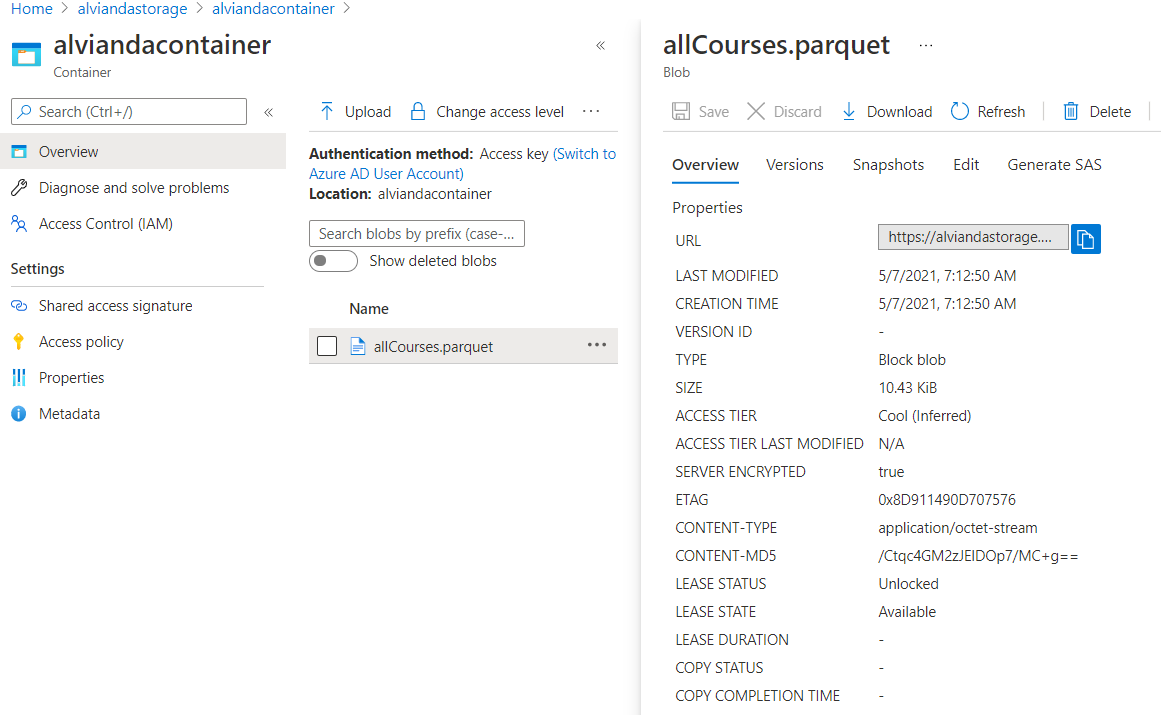 Home > alviandastorage > alviandacontainer >
alviandacontainer
Container
«
Search (Ctrl+/)
«
Overview
Diagnose and solve problems
Access Control (IAM)
Settings
Shared access signature
Access policy
Properties
Metadata
Upload Change access level ...
Authentication method: Access key (Switch to
Azure AD User Account)
Location: alviandacontainer
Search blobs by prefix (case-...
Show deleted blobs
Name
allCourses.parquet ...
allCourses.parquet ...
Blob
Save Discard Download Refresh Delete
Overview Versions Snapshots Edit Generate SAS
Properties
URL https://alviandastorage....
LAST MODIFIED 5/7/2021, 7:12:50 AM
CREATION TIME 5/7/2021, 7:12:50 AM
VERSION ID -
TYPE Block blob
SIZE 10.43 KiB
ACCESS TIER Cool (Inferred)
ACCESS TIER LAST MODIFIED N/A
SERVER ENCRYPTED true
ETAG 0x8D911490D707576
CONTENT-TYPE application/octet-stream
CONTENT-MD5 /Ctqc4GM2zJEIDOp7/MC+g==
LEASE STATUS Unlocked
LEASE STATE Available
LEASE DURATION -
COPY STATUS -
COPY COMPLETION TIME -